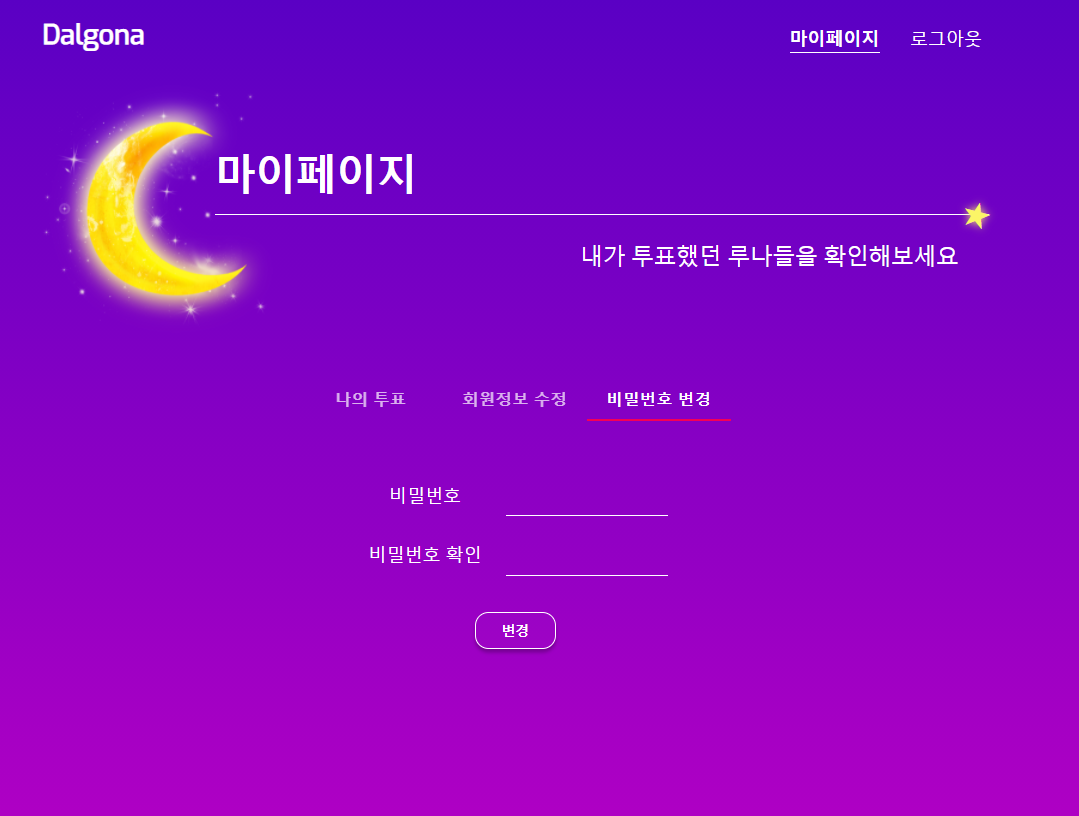 Dalgona
마이페이지 로그아웃
마이페이지
내가 투표했던 루나들을 확인해보세요
나의 투표 회원정보 수정 비밀번호 변경
비밀번호
비밀번호 확인
변경